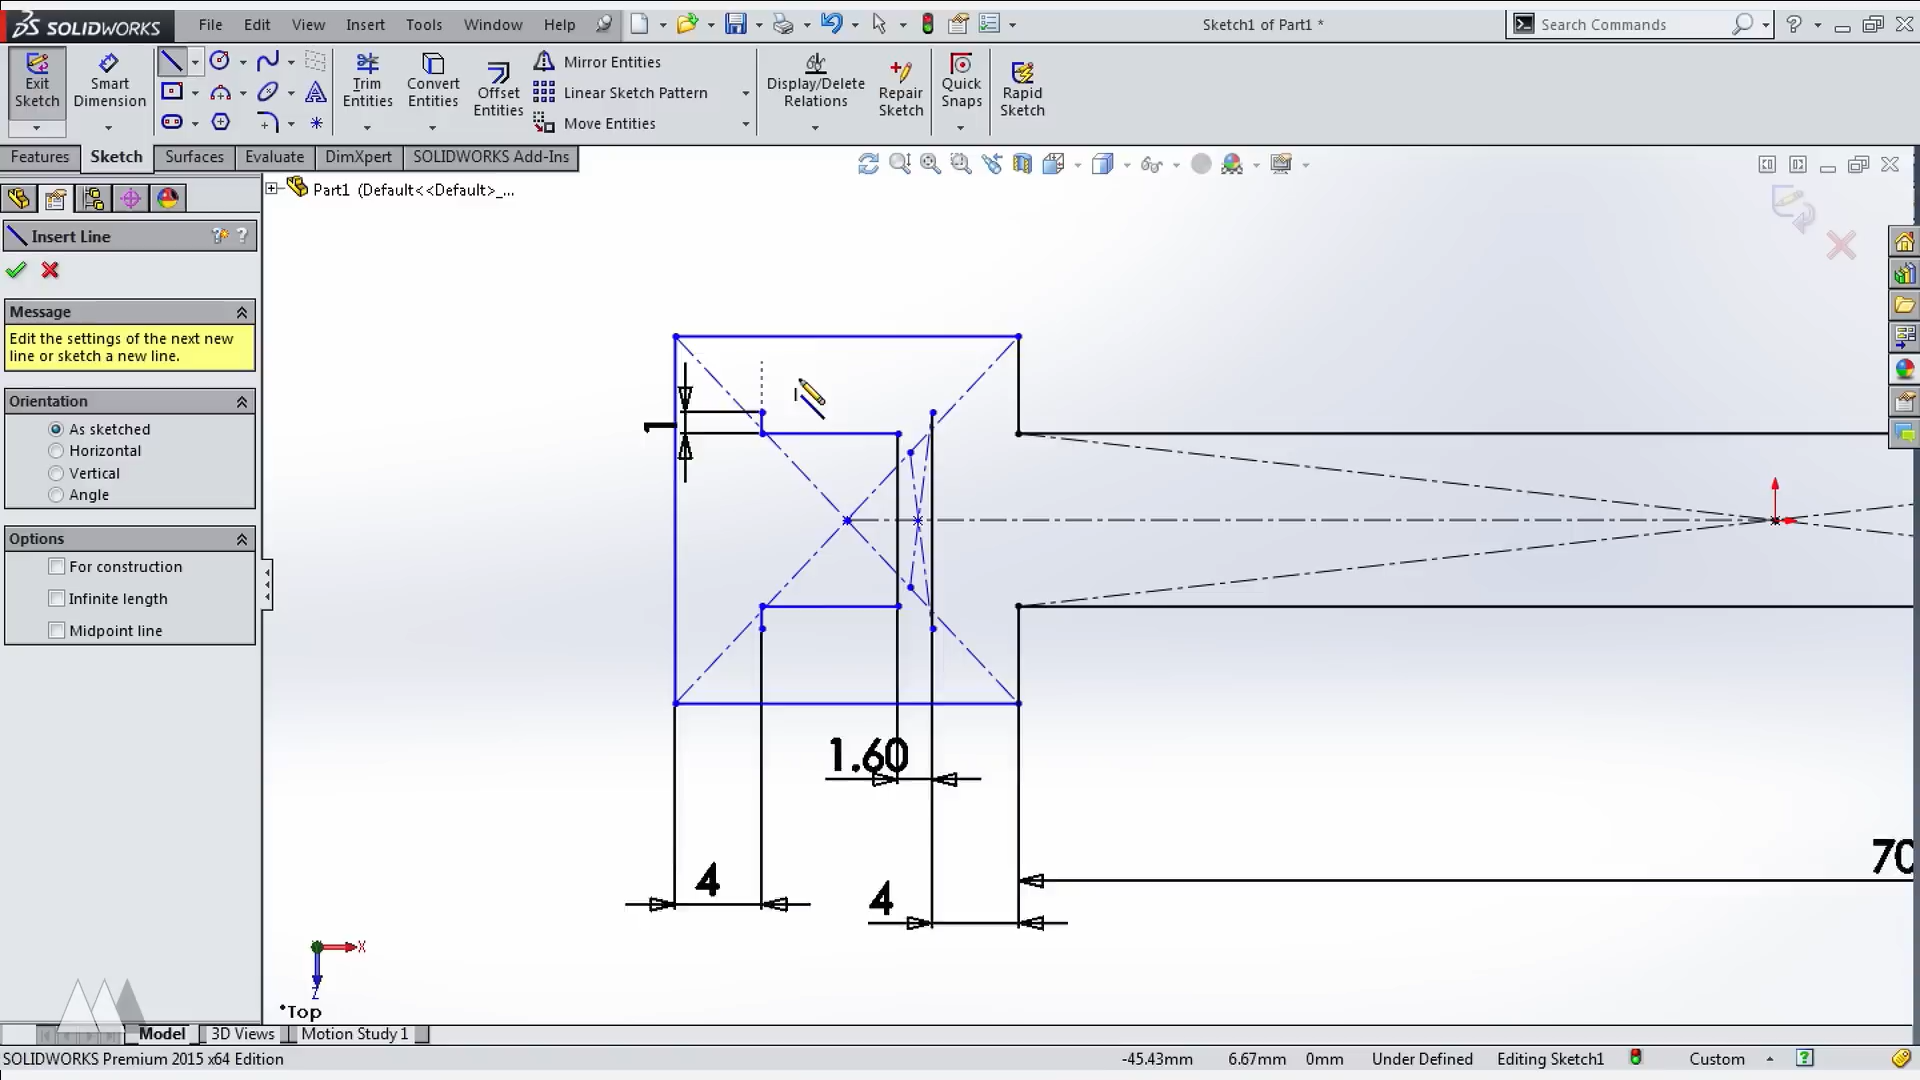 SOLIDWORKS
File Edit View Insert Tools Window Help
Sketch1 of Part1 *
Search Commands
Exit Sketch
Smart Dimension
Trim Entities
Convert Entities
Offset Entities
Mirror Entities
Linear Sketch Pattern
Move Entities
Display/Delete Relations
Repair Sketch
Quick Snaps
Rapid Sketch
Features Sketch Surfaces Evaluate DimXpert SOLIDWORKS Add-Ins
Part1 (Default<<Default>_...
Insert Line
Message
Edit the settings of the next new
line or sketch a new line.
Orientation
As sketched
Horizontal
Vertical
Angle
Options
For construction
Infinite length
Midpoint line
1
1.60
4
4
70
X
Z
*Top
Model 3D Views Motion Study 1
SOLIDWORKS Premium 2015 x64 Edition
-45.43mm 6.67mm 0mm Under Defined Editing Sketch1 Custom